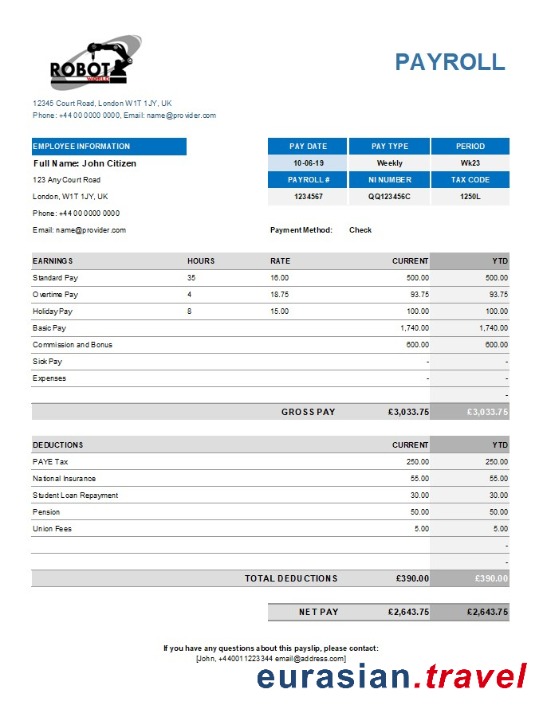 ROBOT
WORLD
PAYROLL
12345 Court Road, London W1T 1JY, UK
Phone: +44 00 0000 0000, Email: name@provider.com
EMPLOYEE INFORMATION PAY DATE PAY TYPE PERIOD
Full Name: John Citizen 10-06-19 Weekly Wk23
123 Any Court Road PAYROLL # NI NUMBER TAX CODE
London, W1T 1JY, UK 1234567 QQ123456C 1250L
Phone: +44 00 0000 0000
Email: name@provider.com Payment Method: Check
EARNINGS HOURS RATE CURRENT YTD
Standard Pay 35 16.00 500.00 500.00
Overtime Pay 4 18.75 93.75 93.75
Holiday Pay 8 15.00 100.00 100.00
Basic Pay 1,740.00 1,740.00
Commission and Bonus 600.00 600.00
Sick Pay - -
Expenses - -
-
GROSS PAY £3,033.75 £3,033.75
DEDUCTIONS CURRENT YTD
PAYE Tax 250.00 250.00
National Insurance 55.00 55.00
Student Loan Repayment 30.00 30.00
Pension 50.00 50.00
Union Fees 5.00 5.00
-
-
TOTAL DEDUCTIONS £390.00 £390.00
NET PAY £2,643.75 £2,643.75
If you have any questions about this payslip, please contact:
[John, +440011223344 email@address.com]
eurasian.travel